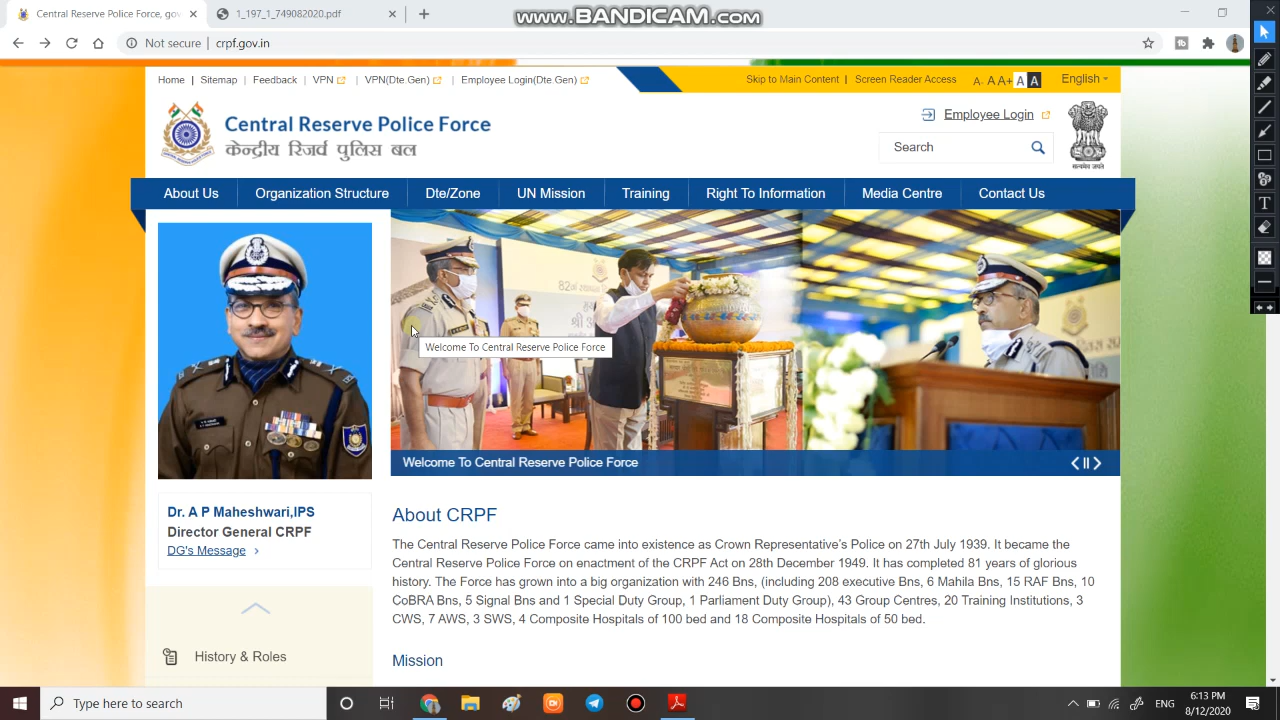 Central Reserve Police Force, gov
1_197_1_749082020.pdf
www.BANDICAM.com
Not secure | crpf.gov.in
Home | Sitemap | Feedback | VPN | VPN(Dte Gen) | Employee Login(Dte.Gen)
Skip to Main Content | Screen Reader Access A- A A+ A A English
Central Reserve Police Force
केन्द्रीय रिजर्व पुलिस बल
Employee Login
Search
सत्यमेव जयते
About Us Organization Structure Dte/Zone UN Mission Training Right To Information Media Centre Contact Us
Welcome To Central Reserve Police Force
Welcome To Central Reserve Police Force
Dr. A P Maheshwari,IPS
Director General CRPF
DG's Message
History & Roles
About CRPF
The Central Reserve Police Force came into existence as Crown Representative's Police on 27th July 1939. It became the
Central Reserve Police Force on enactment of the CRPF Act on 28th December 1949. It has completed 81 years of glorious
history. The Force has grown into a big organization with 246 Bns, (including 208 executive Bns, 6 Mahila Bns, 15 RAF Bns, 10
CoBRA Bns, 5 Signal Bns and 1 Special Duty Group, 1 Parliament Duty Group), 43 Group Centres, 20 Training Institutions, 3
CWS, 7 AWS, 3 SWS, 4 Composite Hospitals of 100 bed and 18 Composite Hospitals of 50 bed.
Mission
Type here to search
ENG
6:13 PM
8/12/2020